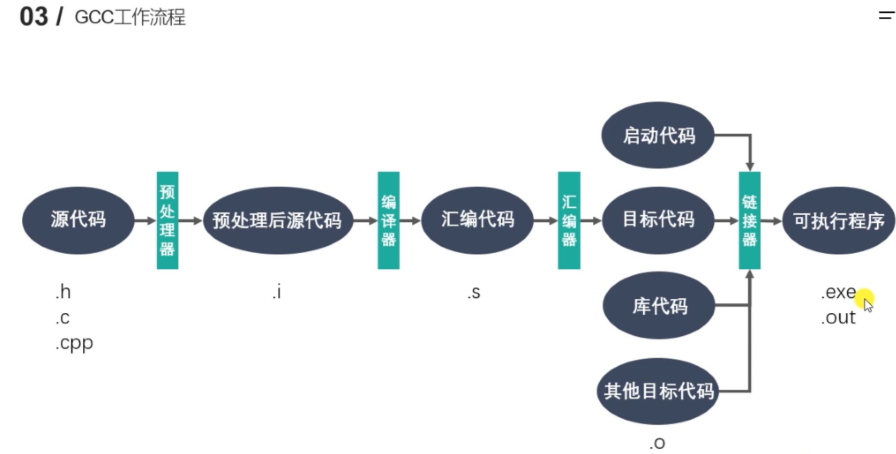 03 / GCC工作流程
启动代码
源代码
预处理器
预处理后源代码
编译器
汇编代码
汇编器
目标代码
链接器
可执行程序
.h
.c
.cpp
.i
.s
库代码
.exe
.out
其他目标代码
.o